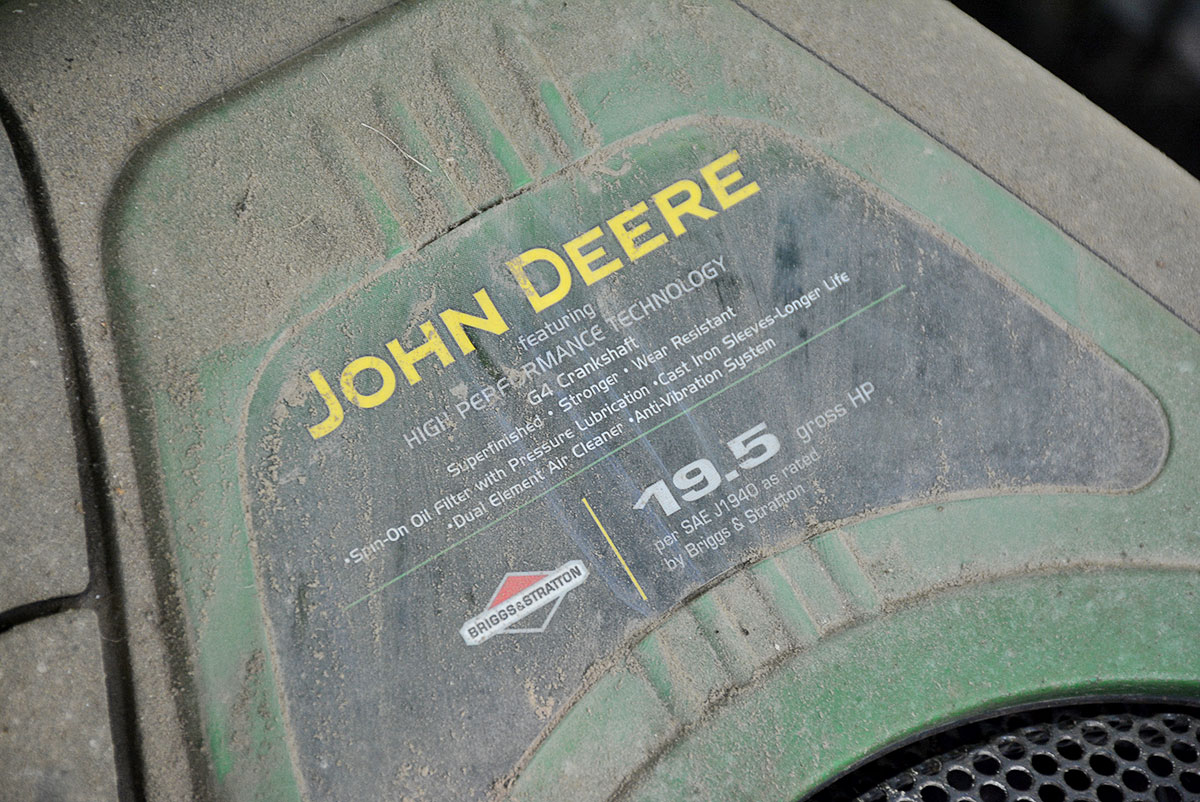 JOHN DEERE
featuring
HIGH PERFORMANCE TECHNOLOGY
G4 Crankshaft
Superfinished • Stronger • Wear Resistant
•Spin-On Oil Filter with Pressure Lubrication •Cast Iron Sleeves-Longer Life
•Dual Element Air Cleaner •Anti-Vibration System
19.5 gross HP
per SAE J1940 as rated
by Briggs & Stratton
BRIGGS&STRATTON